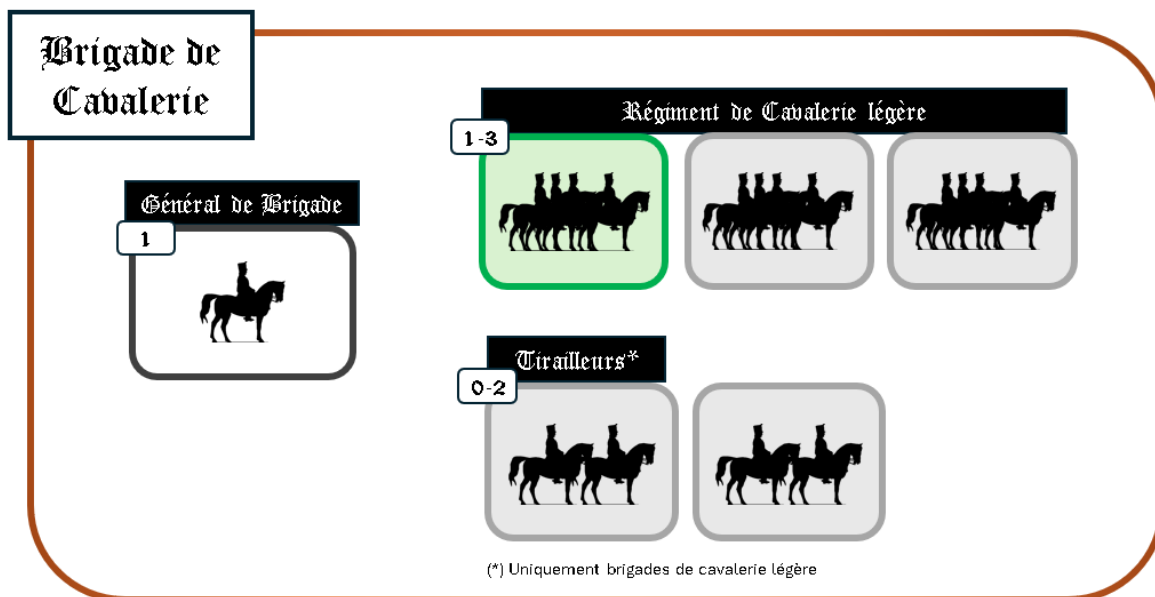 Brigade de
Cavalerie
Régiment de Cavalerie légère
1-3
Général de Brigade
1
Tirailleurs*
0-2
(*) Uniquement brigades de cavalerie légère